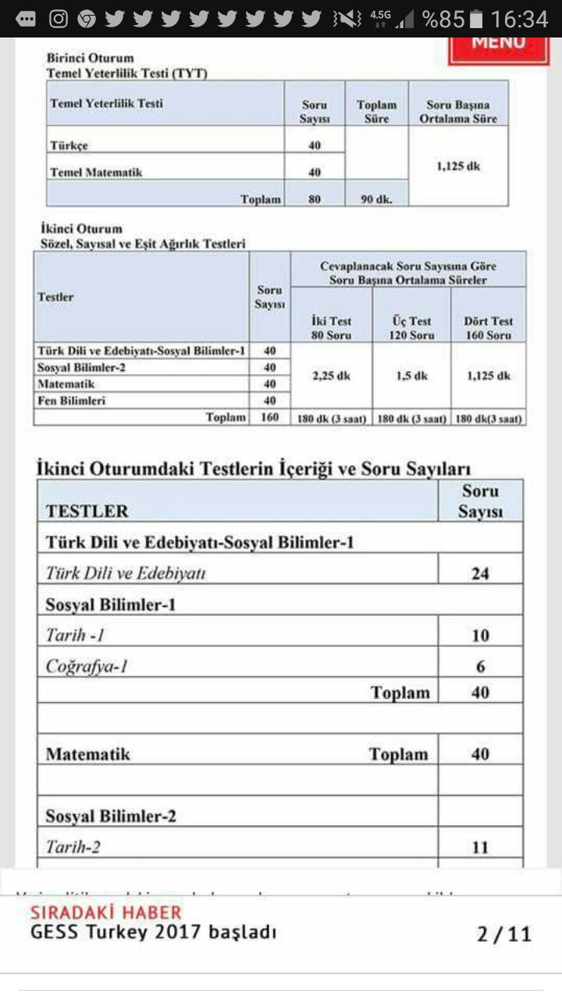 4.5G %85 16:34
MENÜ
Birinci Oturum
Temel Yeterlilik Testi (TYT)
Temel Yeterlilik Testi Soru Sayısı Toplam Süre Soru Başına Ortalama Süre
Türkçe 40
1,125 dk
Temel Matematik 40
Toplam 80 90 dk.
İkinci Oturum
Sözel, Sayısal ve Eşit Ağırlık Testleri
Testler Soru Sayısı Cevaplanacak Soru Sayısına Göre Soru Başına Ortalama Süreler
İki Test 80 Soru Üç Test 120 Soru Dört Test 160 Soru
Türk Dili ve Edebiyatı-Sosyal Bilimler-1 40
Sosyal Bilimler-2 40
2,25 dk 1,5 dk 1,125 dk
Matematik 40
Fen Bilimleri 40
Toplam 160 180 dk (3 saat) 180 dk (3 saat) 180 dk(3 saat)
İkinci Oturumdaki Testlerin İçeriği ve Soru Sayıları
TESTLER Soru Sayısı
Türk Dili ve Edebiyatı-Sosyal Bilimler-1
Türk Dili ve Edebiyatı 24
Sosyal Bilimler-1
Tarih -1 10
Coğrafya-1 6
Toplam 40
Matematik Toplam 40
Sosyal Bilimler-2
Tarih-2 11
SIRADAKİ HABER
GESS Turkey 2017 başladı 2 / 11